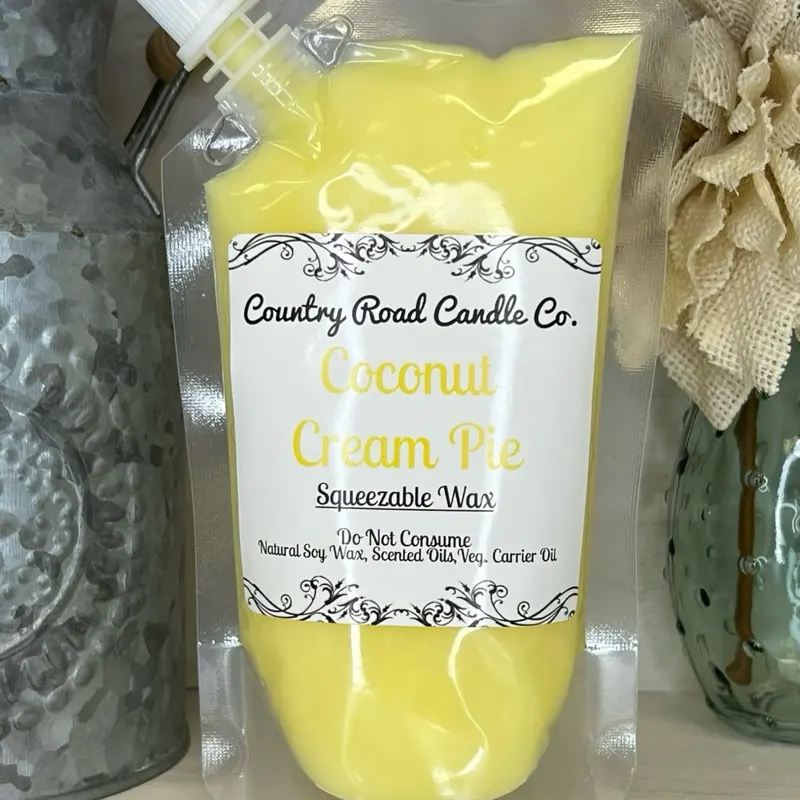 Country Road Candle Co.
Coconut
Cream Pie
Squeezable Wax
Do Not Consume
Natural Soy Wax, Scented Oils,Veg. Carrier Oil